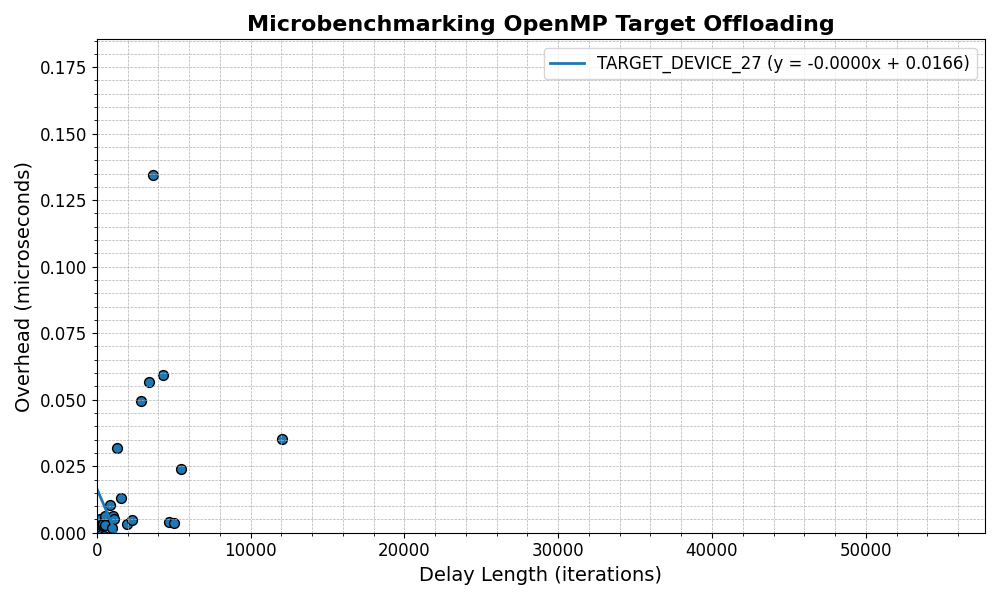 Microbenchmarking OpenMP Target Offloading
TARGET_DEVICE_27 (y = -0.0000x + 0.0166)
0.175
0.150
0.125
0.100
0.075
0.050
0.025
0.000
Overhead (microseconds)
0 10000 20000 30000 40000 50000
Delay Length (iterations)